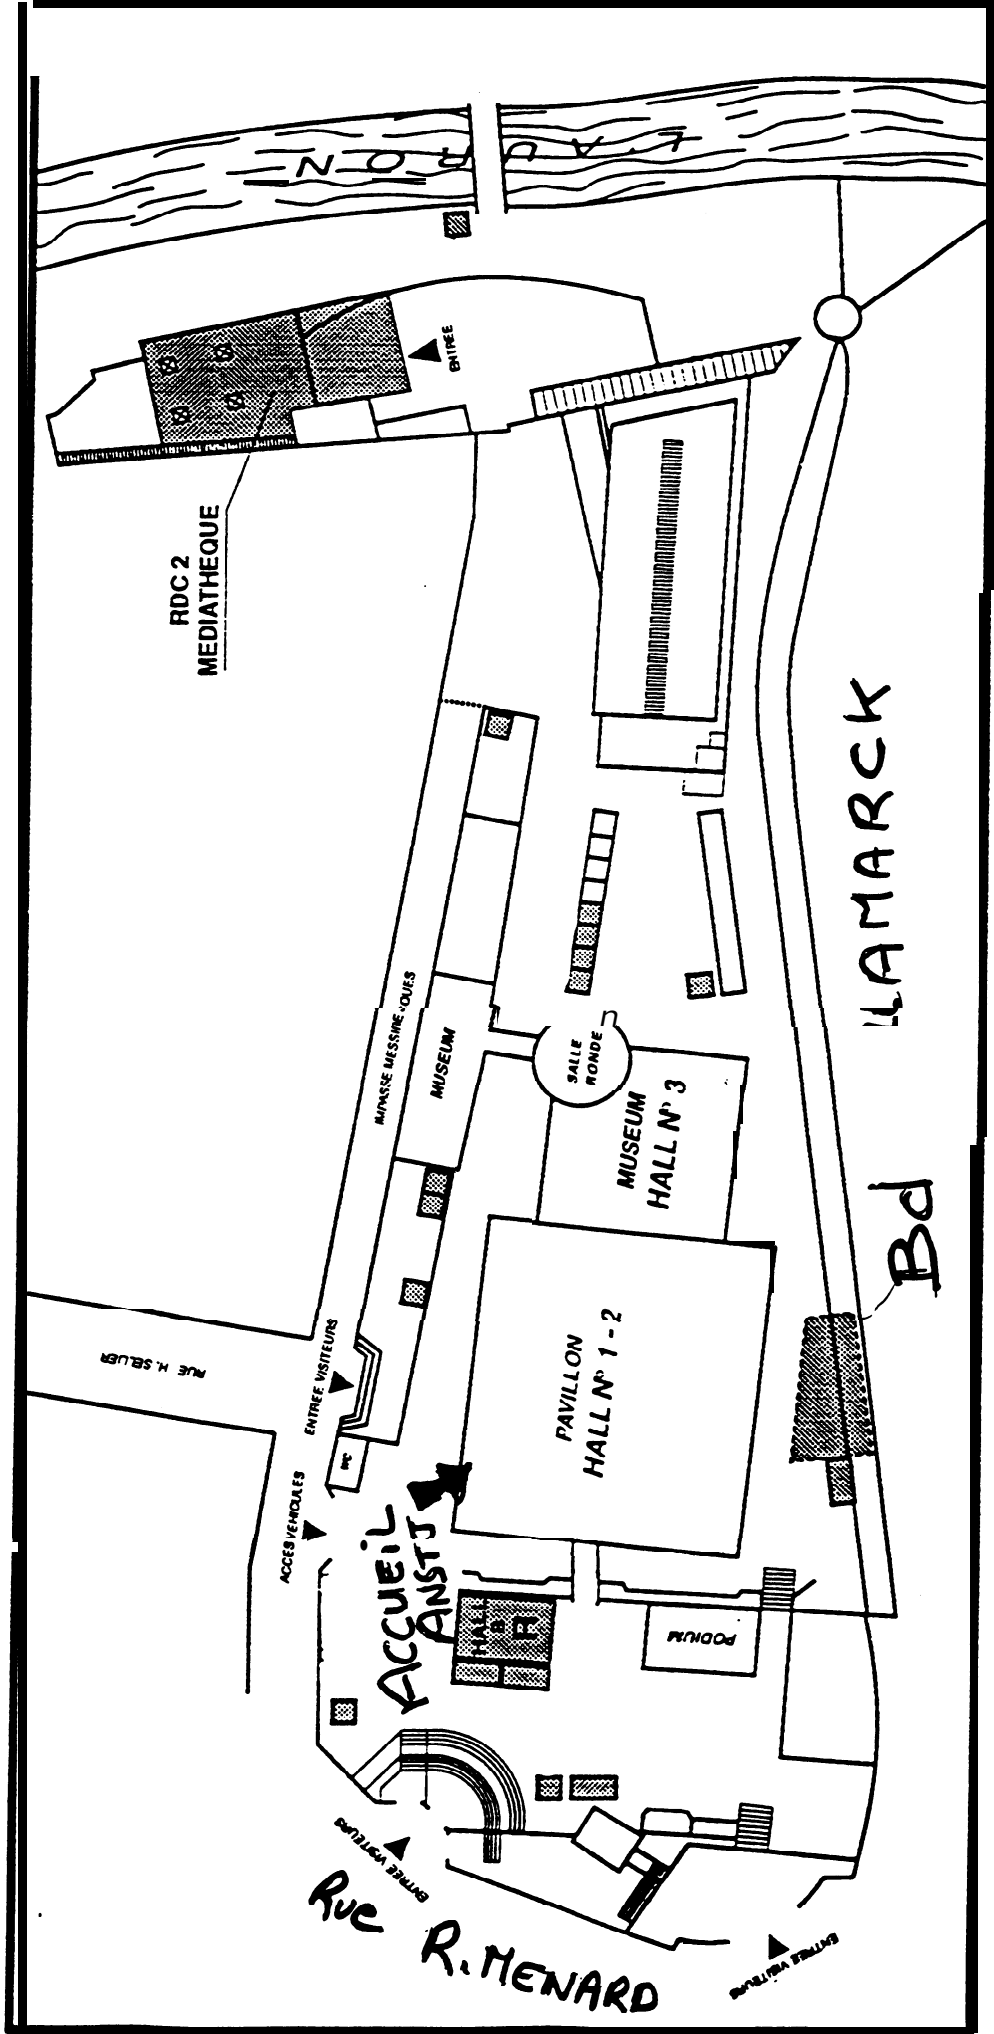 L'AURON
ENTREE
RDC 2
MEDIATHEQUE
LAMARCK
Bd
IMPASSE MESSIRE
MUSEUM
SALLE
RONDE
MUSEUM
HALL N° 3
RUE H. SELLIER
ENTREE VISITEURS
WC
ACCES VEHICULES
PAVILLON
HALL N° 1-2
ACCUEIL
ANSTJ
HALL
B
PODIUM
ENTREE VISITEURS
Rue R. MENARD
ENTREE VISITEURS